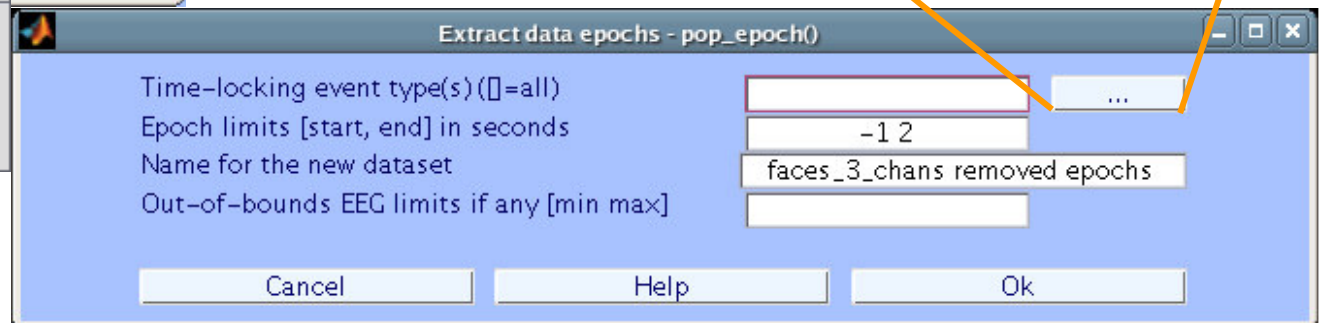 Extract data epochs - pop_epoch()
Time-locking event type(s) ([]=all) ...
Epoch limits [start, end] in seconds -1 2
Name for the new dataset faces_3_chans removed epochs
Out-of-bounds EEG limits if any [min max]
Cancel Help Ok